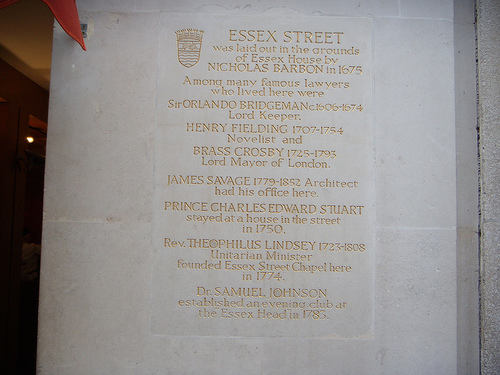 ESSEX STREET
was laid out in the grounds
of Essex House by
NICHOLAS BARBON in 1675
Among many famous lawyers
who lived here were
Sir ORLANDO BRIDGEMAN c.1606-1674
Lord Keeper.
HENRY FIELDING 1707-1754
Novelist and
BRASS CROSBY 1725-1793
Lord Mayor of London.
JAMES SAVAGE 1779-1852 Architect
had his office here.
PRINCE CHARLES EDWARD STUART
stayed at a house in the street
in 1750.
Rev. THEOPHILUS LINDSEY 1723-1808
Unitarian Minister
founded Essex Street Chapel here
in 1774.
Dr. SAMUEL JOHNSON
established an evening club at
the Essex Head in 1783.